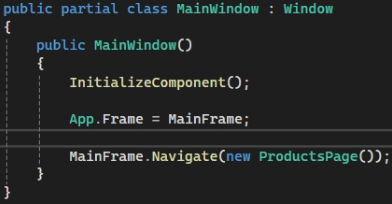 public partial class MainWindow : Window
{
public MainWindow()
{
InitializeComponent();
App.Frame = MainFrame;
MainFrame.Navigate(new ProductsPage());
}
}